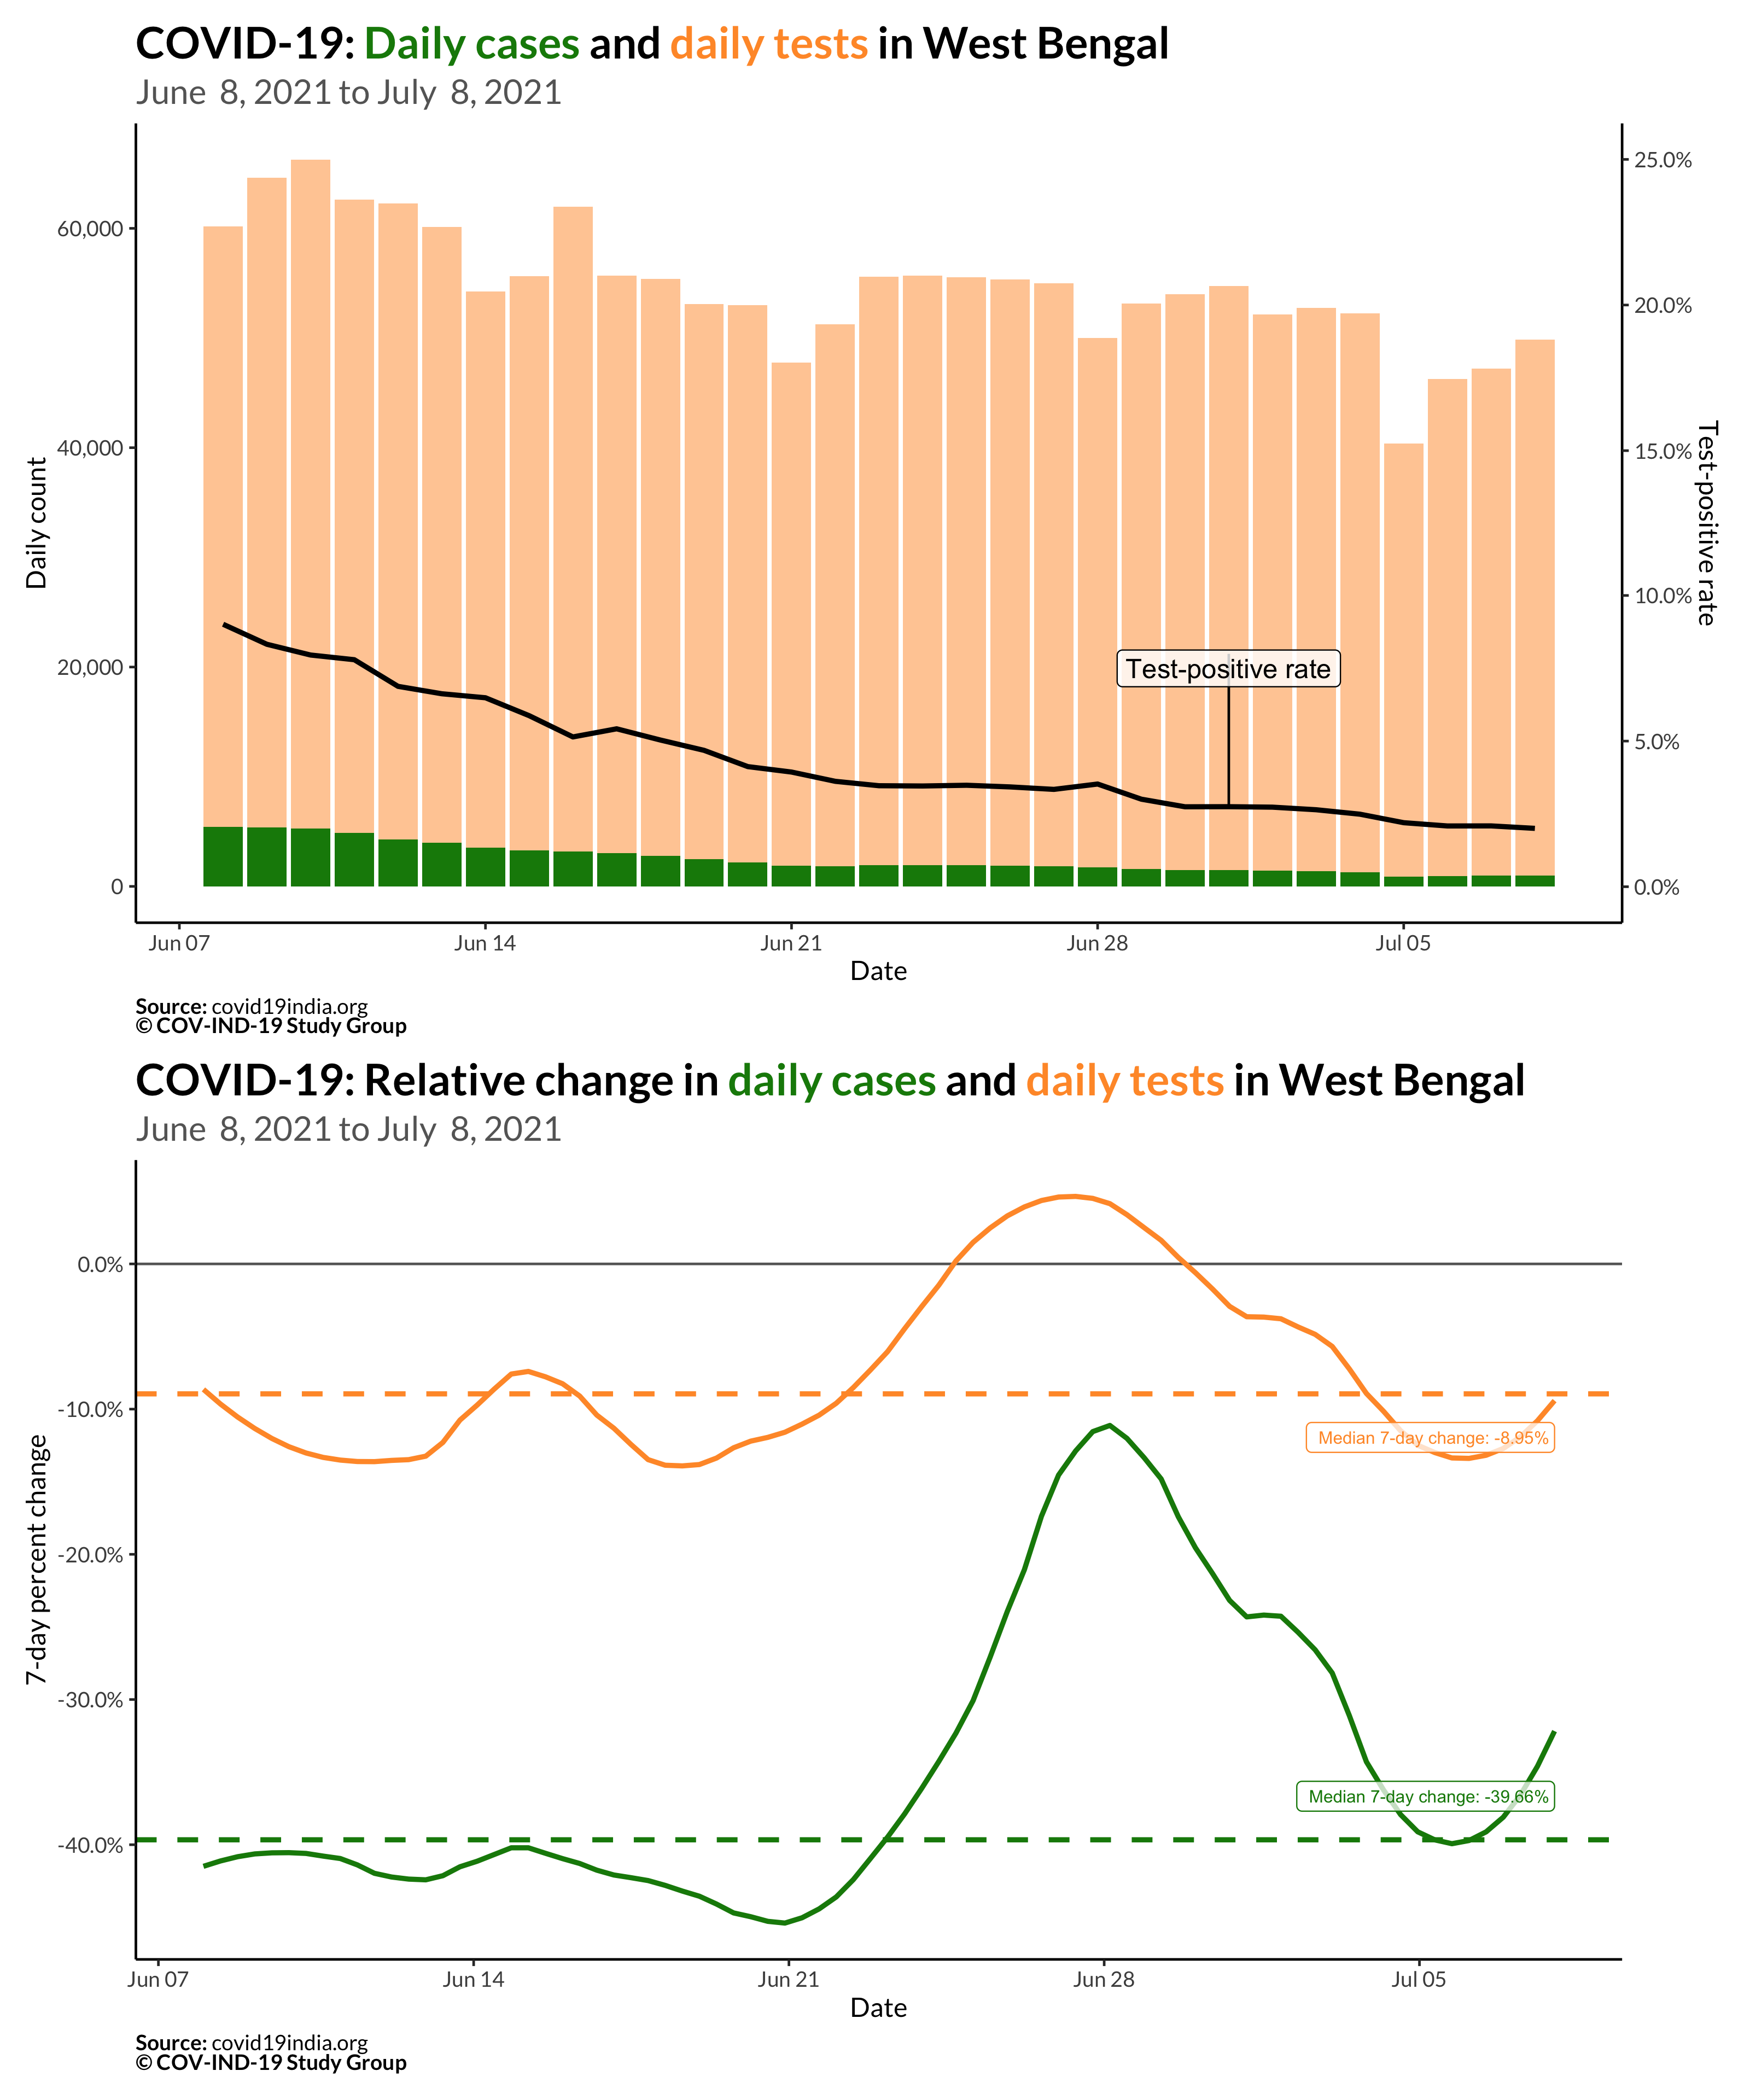 COVID-19: Daily cases and daily tests in West Bengal
June 8, 2021 to July 8, 2021
Daily count
60,000
40,000
20,000
0
25.0%
20.0%
15.0%
10.0%
5.0%
0.0%
Test-positive rate
Test-positive rate
Jun 07
Jun 14
Jun 21
Jun 28
Jul 05
Date
Source: covid19india.org
© COV-IND-19 Study Group
COVID-19: Relative change in daily cases and daily tests in West Bengal
June 8, 2021 to July 8, 2021
7-day percent change
0.0%
-10.0%
-20.0%
-30.0%
-40.0%
Median 7-day change: -8.95%
Median 7-day change: -39.66%
Jun 07
Jun 14
Jun 21
Jun 28
Jul 05
Date
Source: covid19india.org
© COV-IND-19 Study Group